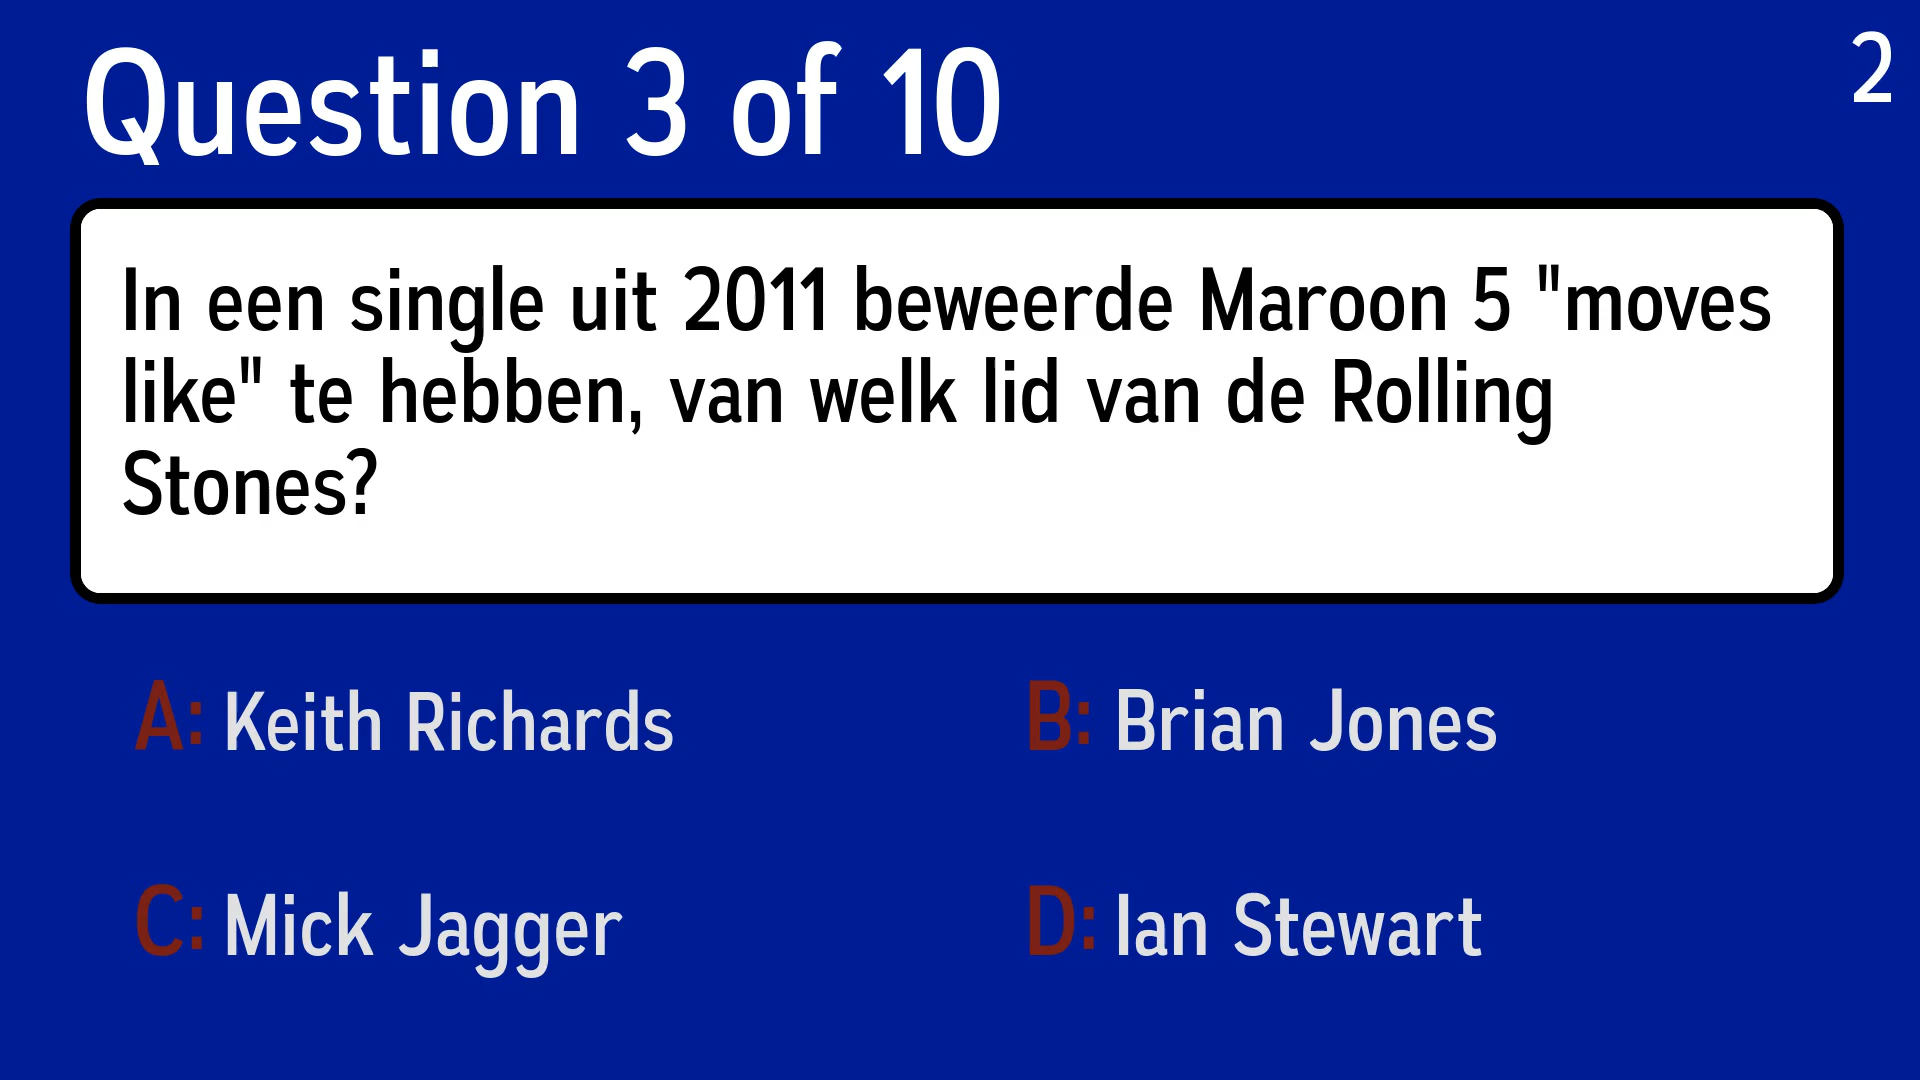 Question 3 of 10
2
In een single uit 2011 beweerde Maroon 5 "moves
like" te hebben, van welk lid van de Rolling
Stones?
A: Keith Richards
B: Brian Jones
C: Mick Jagger
D: Ian Stewart